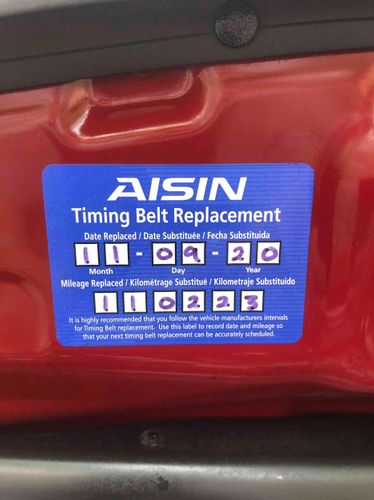 AISIN
Timing Belt Replacement
Date Replaced / Date Substituée / Fecha Substituida
11-09-20
Month Day Year
Mileage Replaced / Kilométrage Substitué / Kilometraje Substituido
110223
It is highly recommended that you follow the vehicle manufacturers intervals
for Timing Belt replacement. Use this label to record date and mileage so
that your next timing belt replacement can be accurately scheduled.